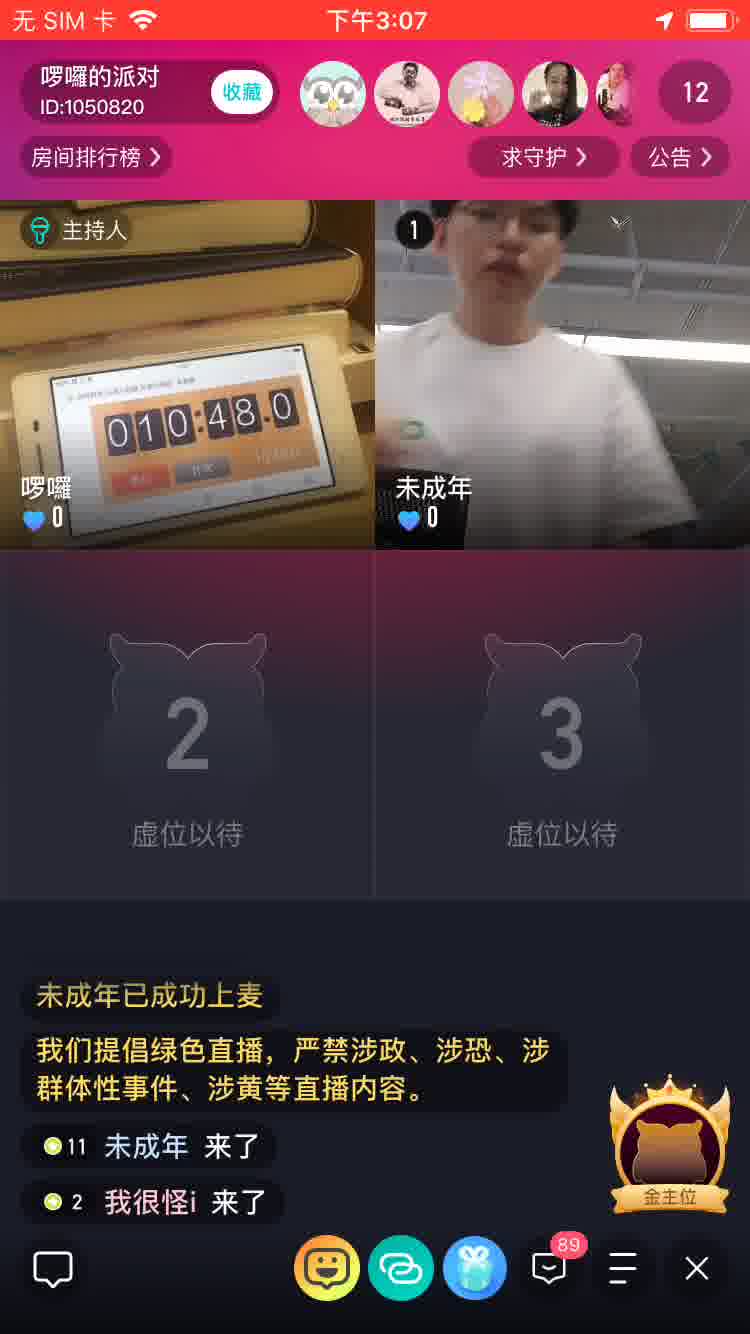 无 SIM 卡
下午3:07
啰囉的派对
ID:1050820
收藏
12
房间排行榜
求守护
公告
主持人
1
010:48.0
啰囉
0
未成年
0
2
虚位以待
3
虚位以待
未成年已成功上麦
我们提倡绿色直播，严禁涉政、涉恐、涉
群体性事件、涉黄等直播内容。
11 未成年 来了
2 我很怪i 来了
金主位
89